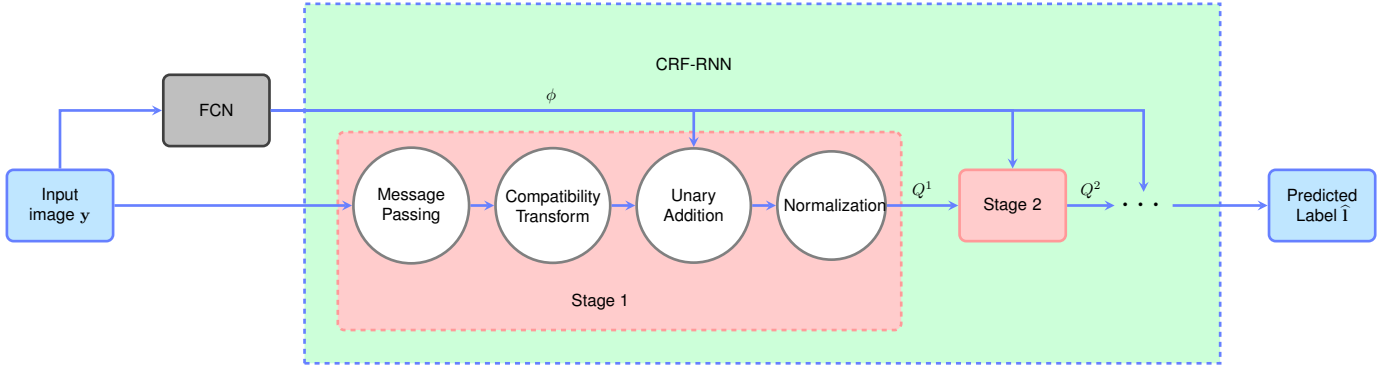 CRF-RNN
FCN
ϕ
Input
image y
Message
Passing
Compatibility
Transform
Unary
Addition
Normalization
Q¹
Stage 2
Q²
· · ·
Predicted
Label l̂
Stage 1